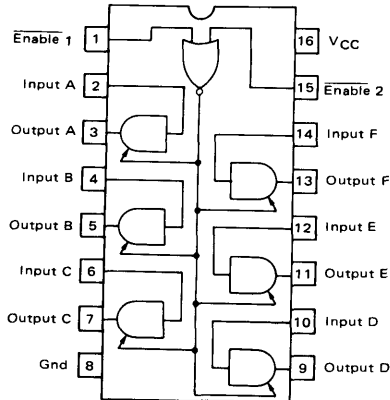 Enable 1 1
Input A 2
Output A 3
Input B 4
Output B 5
Input C 6
Output C 7
Gnd 8
16 VCC
15 Enable 2
14 Input F
13 Output F
12 Input E
11 Output E
10 Input D
9 Output D